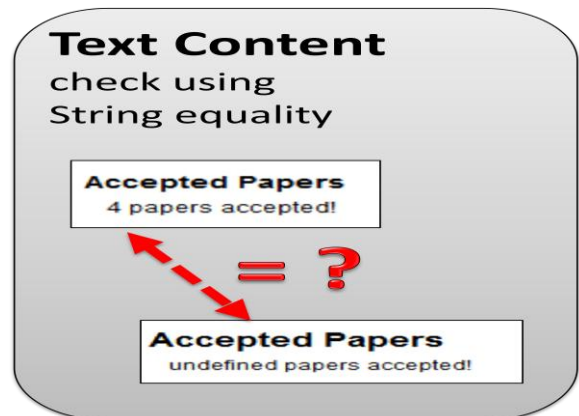 Text Content
check using
String equality
Accepted Papers
4 papers accepted!
= ?
Accepted Papers
undefined papers accepted!